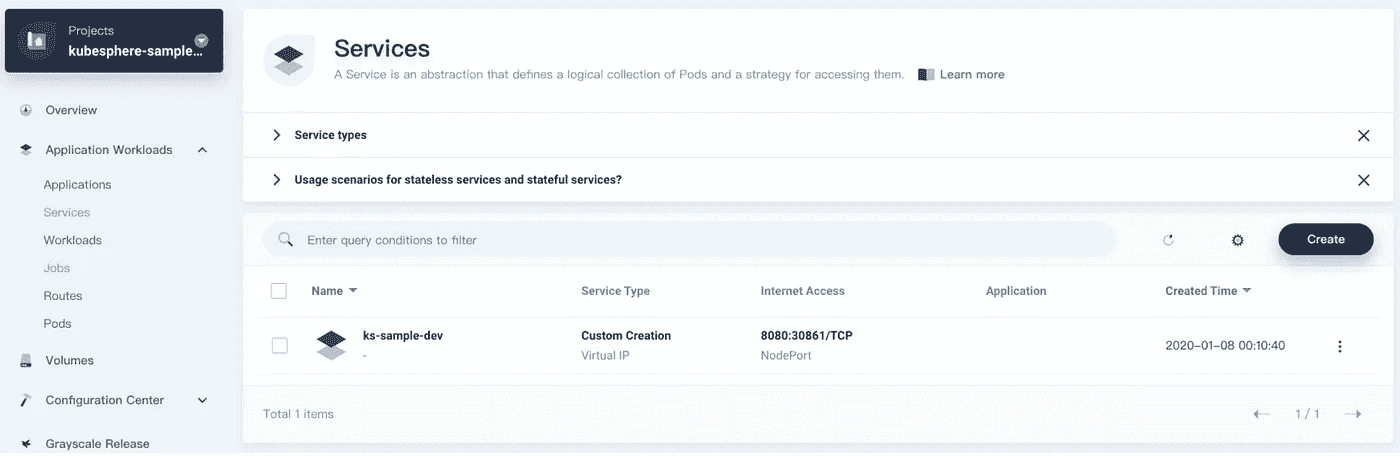 Projects
kubesphere-sample...
Overview
Application Workloads
Applications
Services
Workloads
Jobs
Routes
Pods
Volumes
Configuration Center
Grayscale Release
Services
A Service is an abstraction that defines a logical collection of Pods and a strategy for accessing them. Learn more
Service types
Usage scenarios for stateless services and stateful services?
Enter query conditions to filter
Create
Name Service Type Internet Access Application Created Time
ks-sample-dev Custom Creation 8080:30861/TCP 2020-01-08 00:10:40
- Virtual IP NodePort
Total 1 items 1 / 1